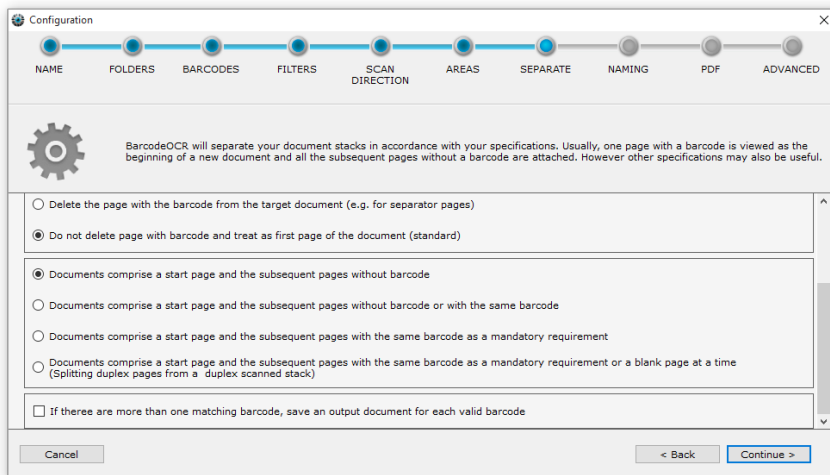 Configuration
NAME
FOLDERS
BARCODES
FILTERS
SCAN
DIRECTION
AREAS
SEPARATE
NAMING
PDF
ADVANCED
BarcodeOCR will separate your document stacks in accordance with your specifications. Usually, one page with a barcode is viewed as the
beginning of a new document and all the subsequent pages without a barcode are attached. However other specifications may also be useful.
Delete the page with the barcode from the target document (e.g. for separator pages)
Do not delete page with barcode and treat as first page of the document (standard)
Documents comprise a start page and the subsequent pages without barcode
Documents comprise a start page and the subsequent pages without barcode or with the same barcode
Documents comprise a start page and the subsequent pages with the same barcode as a mandatory requirement
Documents comprise a start page and the subsequent pages with the same barcode as a mandatory requirement or a blank page at a time
(Splitting duplex pages from a duplex scanned stack)
If theree are more than one matching barcode, save an output document for each valid barcode
Cancel
< Back
Continue >